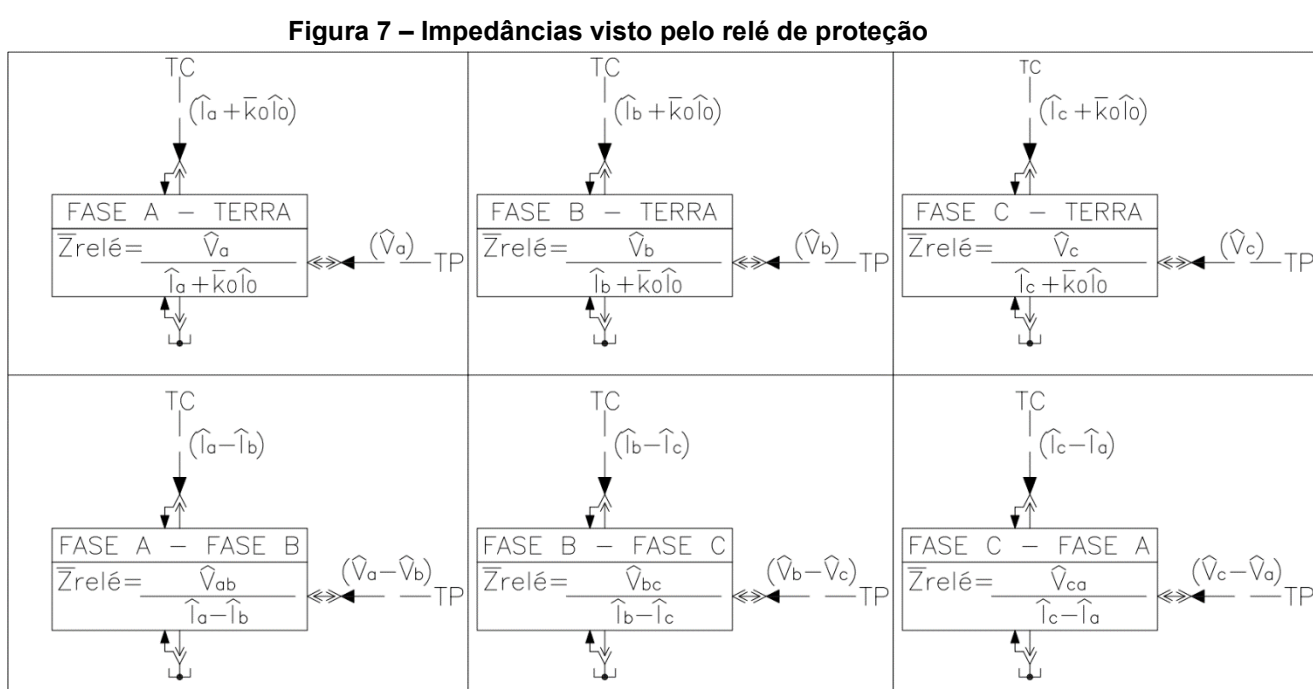 Figura 7 – Impedâncias visto pelo relé de proteção
TC
(Îa+k̅0Î0)
FASE A – TERRA
Z̅relé= V̂a / Îa+k̅0Î0
(V̂a)
TP
TC
(Îb+k̅0Î0)
FASE B – TERRA
Z̅relé= V̂b / Îb+k̅0Î0
(V̂b)
TP
TC
(Îc+k̅0Î0)
FASE C – TERRA
Z̅relé= V̂c / Îc+k̅0Î0
(V̂c)
TP
TC
(Îa–Îb)
FASE A – FASE B
Z̅relé= V̂ab / Îa–Îb
(V̂a–V̂b)
TP
TC
(Îb–Îc)
FASE B – FASE C
Z̅relé= V̂bc / Îb–Îc
(V̂b–V̂c)
TP
TC
(Îc–Îa)
FASE C – FASE A
Z̅relé= V̂ca / Îc–Îa
(V̂c–V̂a)
TP